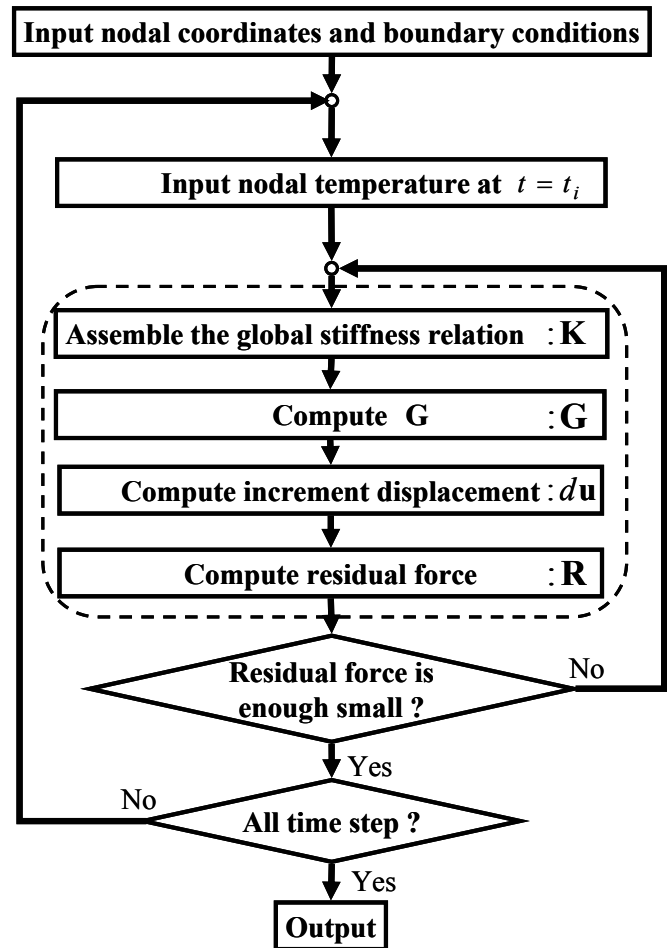 Input nodal coordinates and boundary conditions
Input nodal temperature at t = t_i
Assemble the global stiffness relation : K
Compute G : G
Compute increment displacement : du
Compute residual force : R
Residual force is
enough small ?
No
Yes
No
All time step ?
Yes
Output